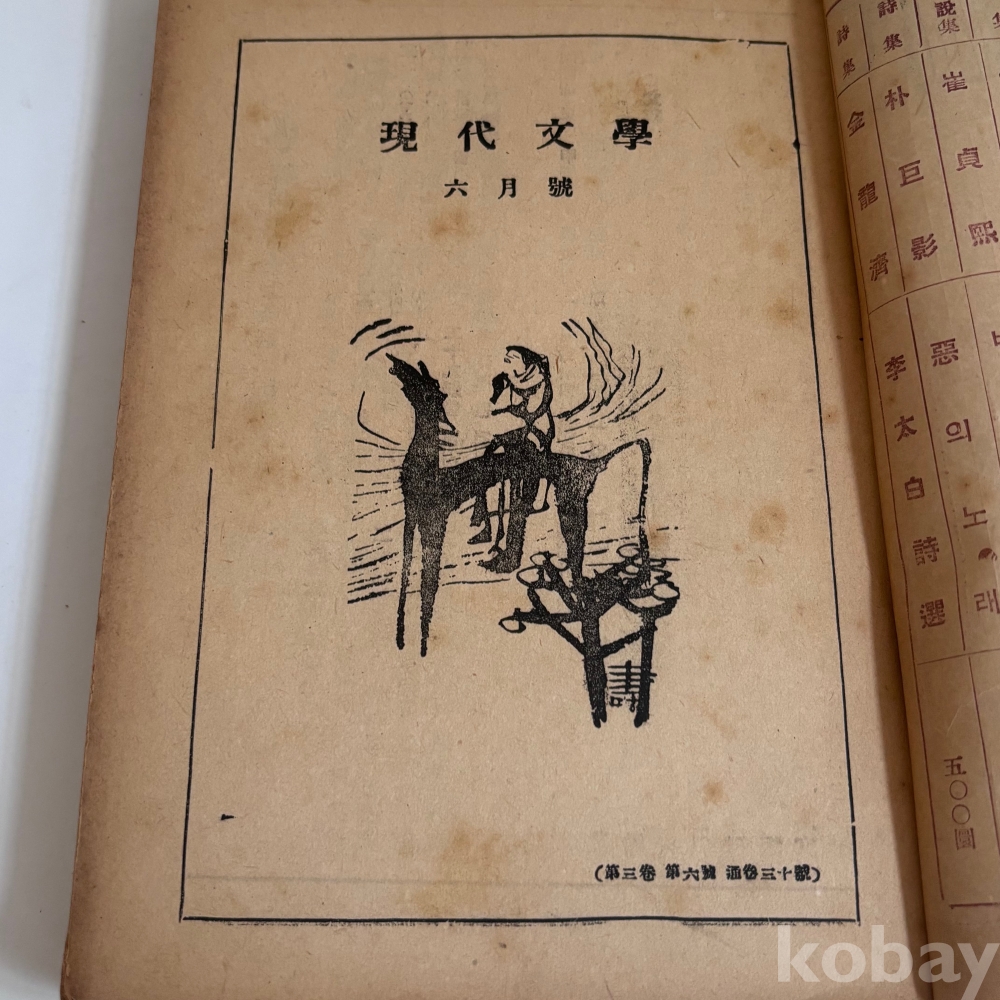 現代文學
六月號
壽
(第三卷 第六號 通卷三十號)
說集 崔貞熙
詩集 朴巨影 惡의노래
詩集 金龍濟 李太白詩選 五〇〇圜
kobay